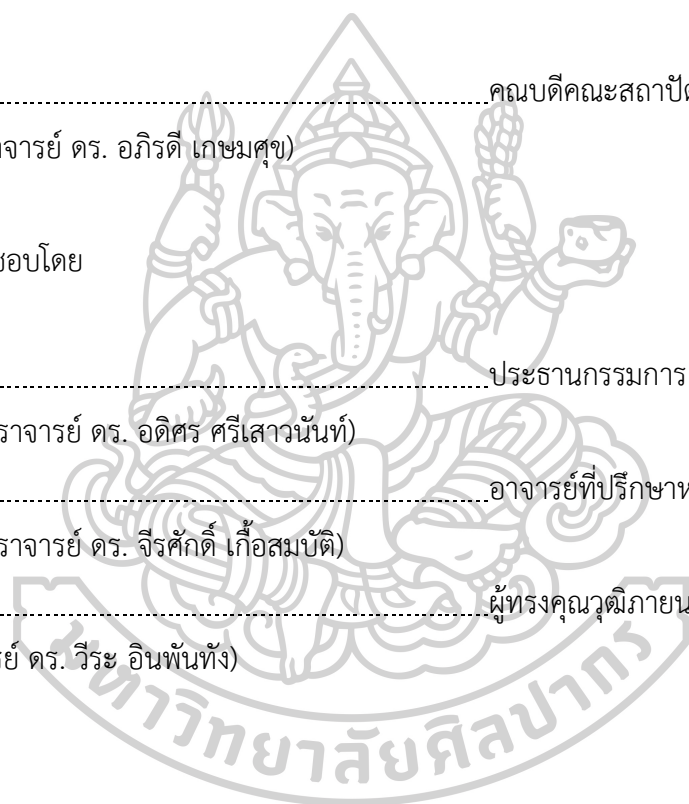 คณบดีคณะสถาปัต
าจารย์ ดร. อภิรดี เกษมศุข)
ชอบโดย
ประธานกรรมการ
ราจารย์ ดร. อดิศร ศรีเสาวนันท์)
อาจารย์ที่ปรึกษาห
ราจารย์ ดร. จีรศักดิ์ เกื้อสมบัติ)
ผู้ทรงคุณวุฒิภายน
รย์ ดร. วีระ อินพันทัง)
มหาวิทยาลัยศิลปากร